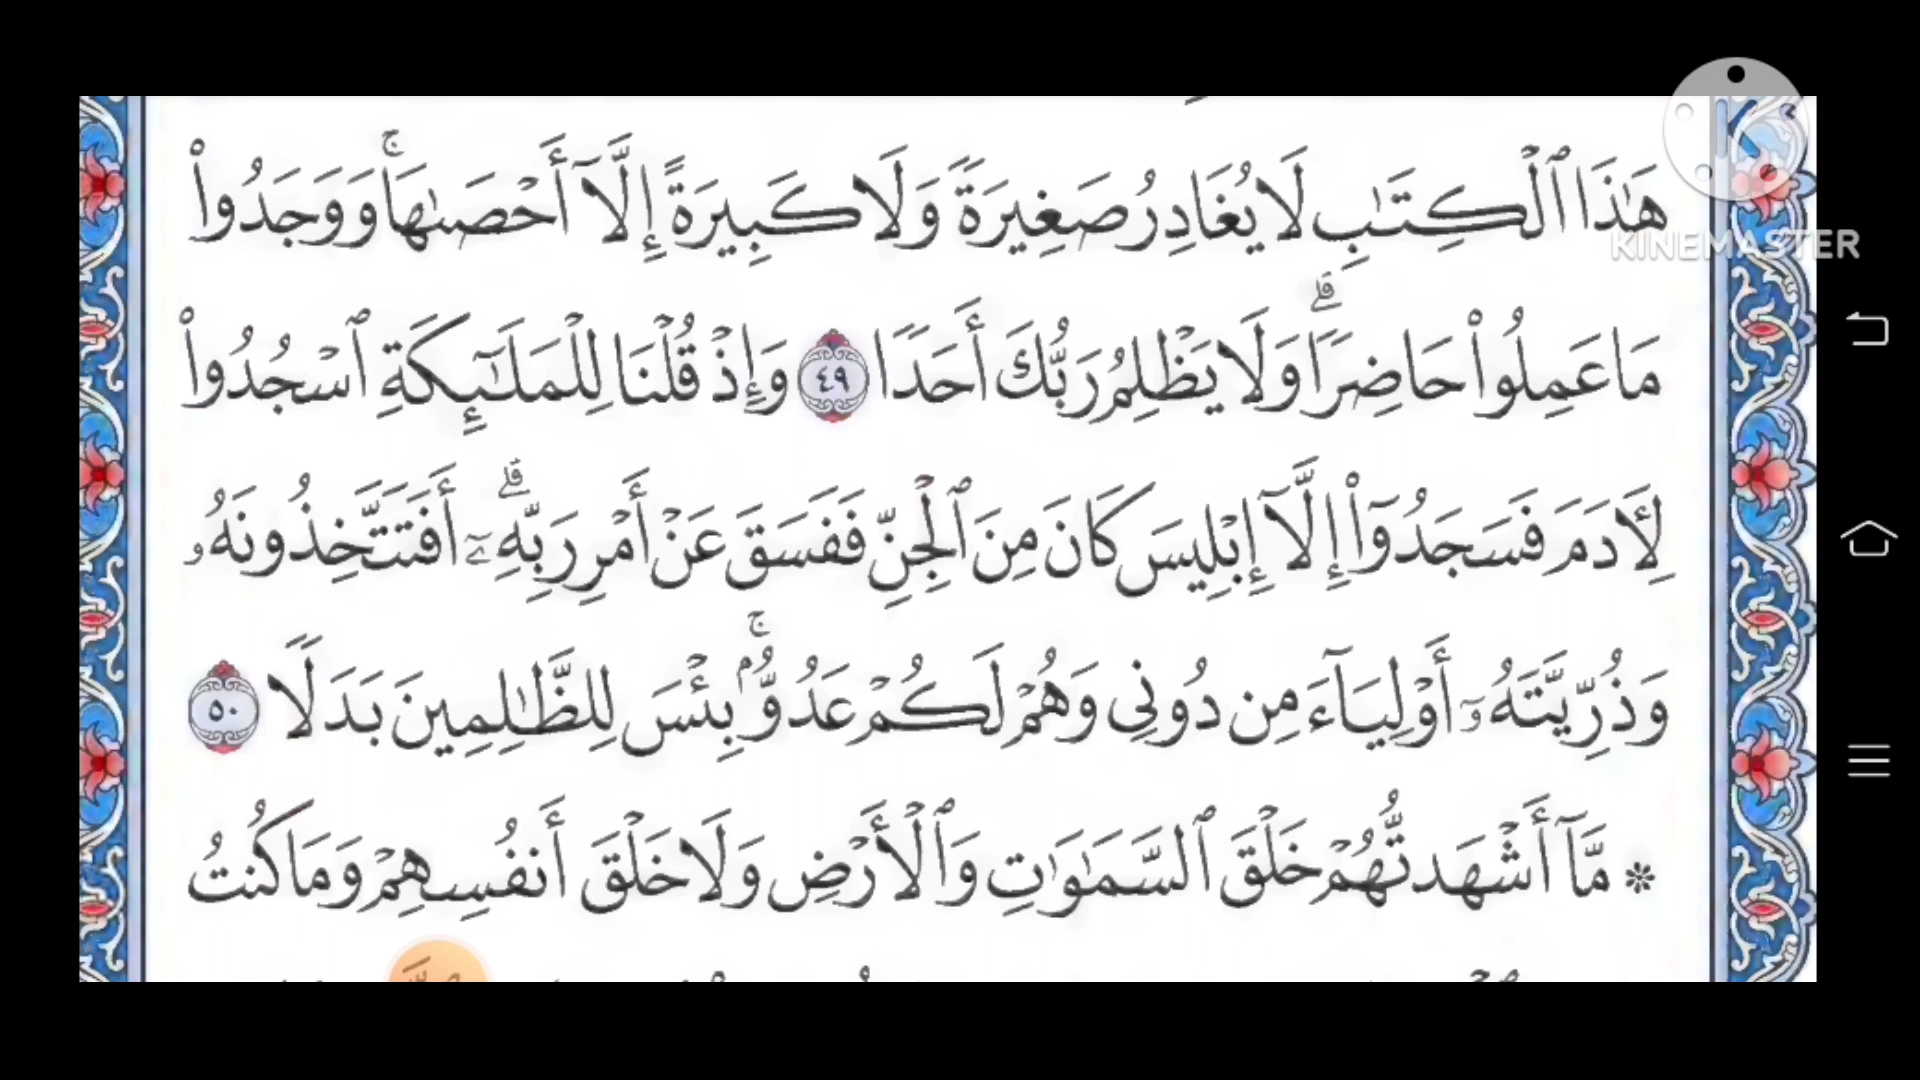 هَٰذَا ٱلْكِتَٰبِ لَا يُغَادِرُ صَغِيرَةً وَلَا كَبِيرَةً إِلَّآ أَحْصَىٰهَاۚ وَوَجَدُوا۟
مَا عَمِلُوا۟ حَاضِرًاۗ وَلَا يَظْلِمُ رَبُّكَ أَحَدًا ٤٩ وَإِذْ قُلْنَا لِلْمَلَٰٓئِكَةِ ٱسْجُدُوا۟
لِـَٔادَمَ فَسَجَدُوٓا۟ إِلَّآ إِبْلِيسَ كَانَ مِنَ ٱلْجِنِّ فَفَسَقَ عَنْ أَمْرِ رَبِّهِۦٓۗ أَفَتَتَّخِذُونَهُۥ
وَذُرِّيَّتَهُۥٓ أَوْلِيَآءَ مِن دُونِى وَهُمْ لَكُمْ عَدُوٌّۢۚ بِئْسَ لِلظَّٰلِمِينَ بَدَلًا ٥٠
* مَّآ أَشْهَدتُّهُمْ خَلْقَ ٱلسَّمَٰوَٰتِ وَٱلْأَرْضِ وَلَا خَلْقَ أَنفُسِهِمْ وَمَا كُنتُ
KINEMASTER